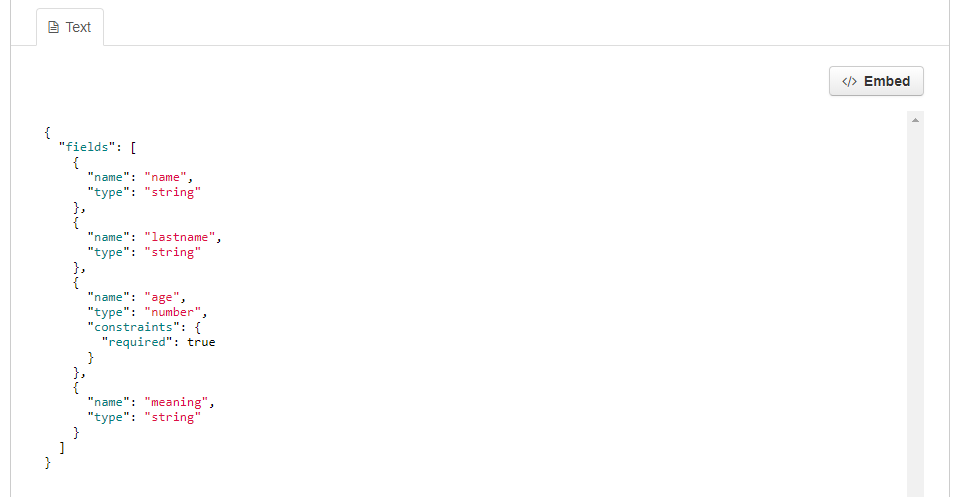 Text
</> Embed
{
  "fields": [
    {
      "name": "name",
      "type": "string"
    },
    {
      "name": "lastname",
      "type": "string"
    },
    {
      "name": "age",
      "type": "number",
      "constraints": {
        "required": true
      }
    },
    {
      "name": "meaning",
      "type": "string"
    }
  ]
}